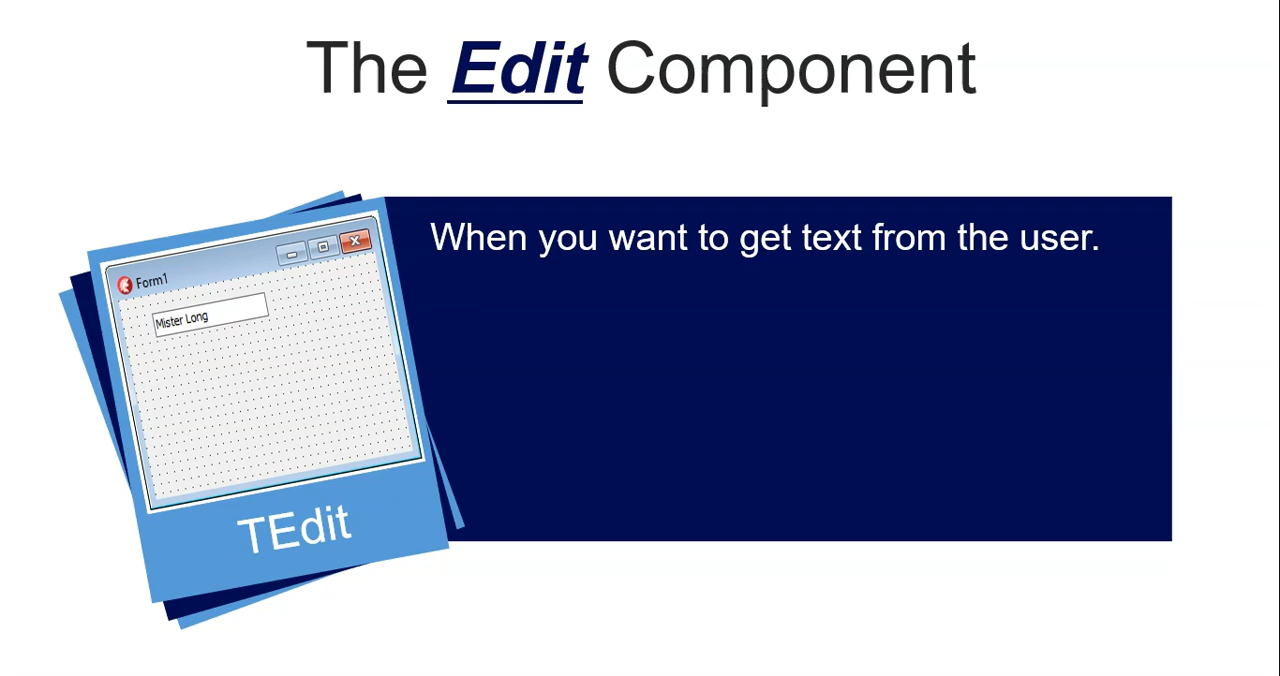 The Edit Component
When you want to get text from the user.
Form1
Mister Long
TEdit